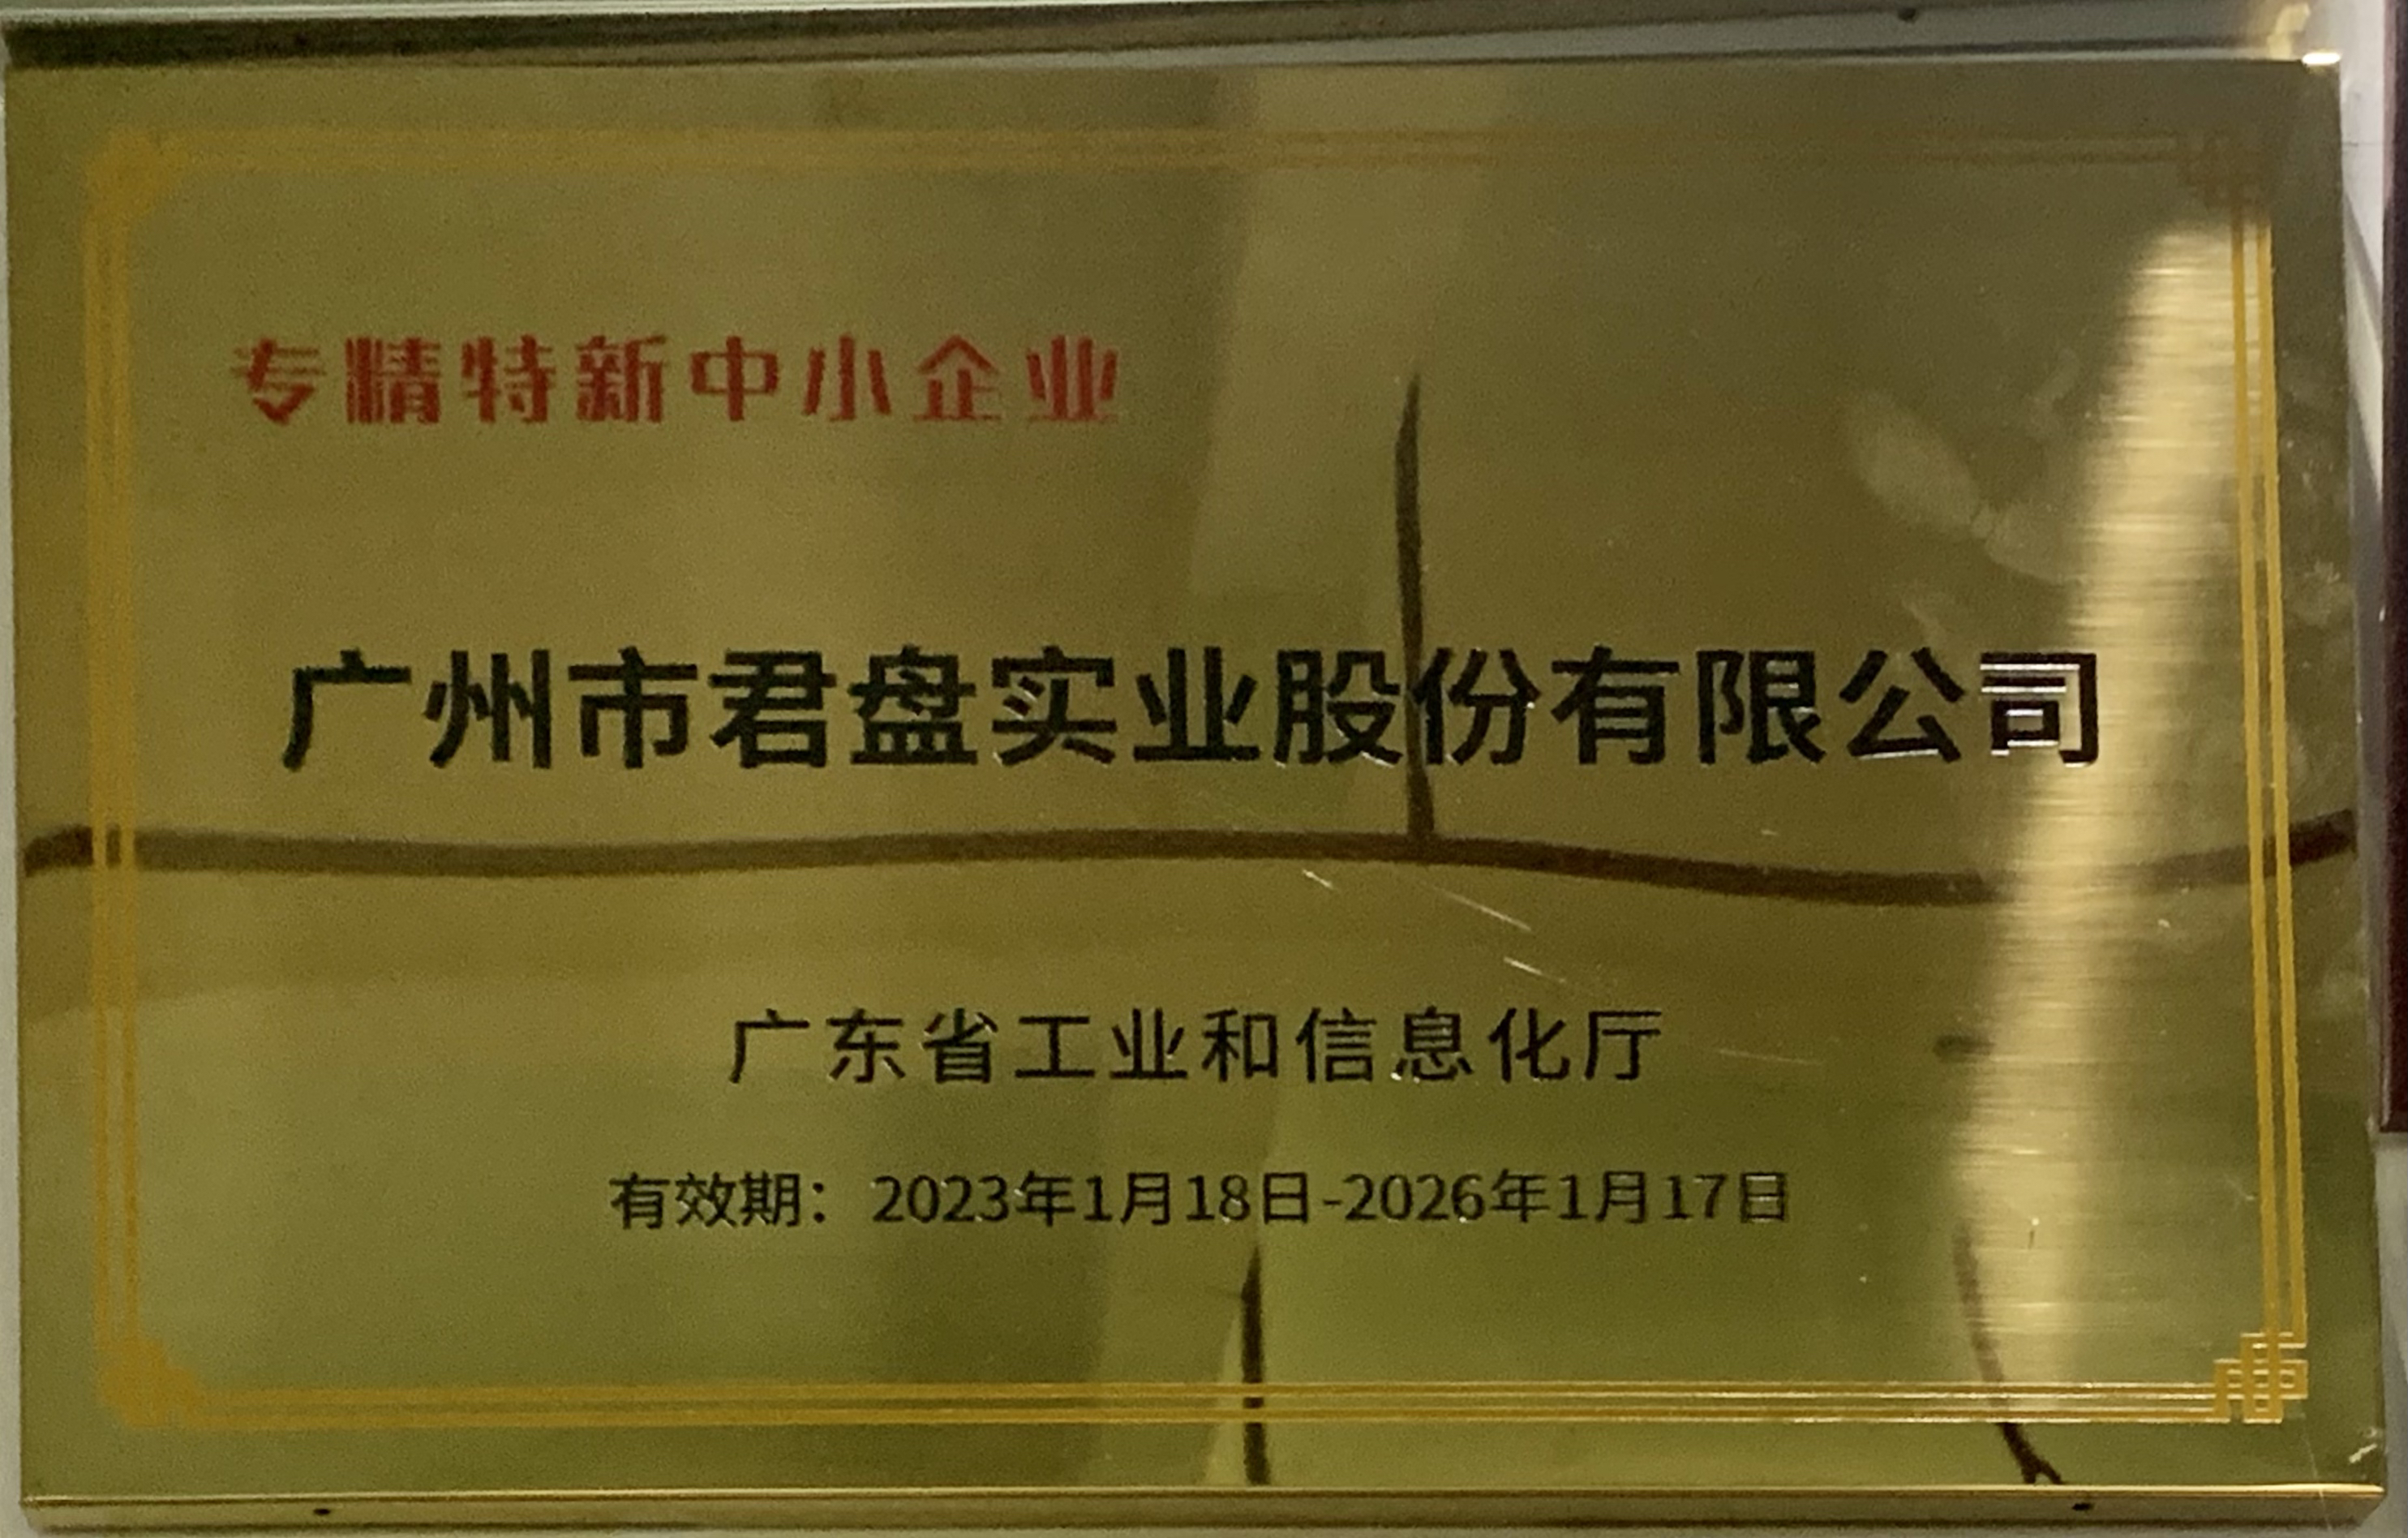 专精特新中小企业
广州市君盘实业股份有限公司
广东省工业和信息化厅
有效期：2023年1月18日-2026年1月17日